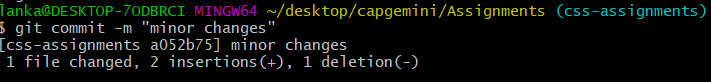 lanka@DESKTOP-7ODBRCI MINGW64 ~/desktop/capgemini/Assignments (css-assignments)
$ git commit -m "minor changes"
[css-assignments a052b75] minor changes
 1 file changed, 2 insertions(+), 1 deletion(-)